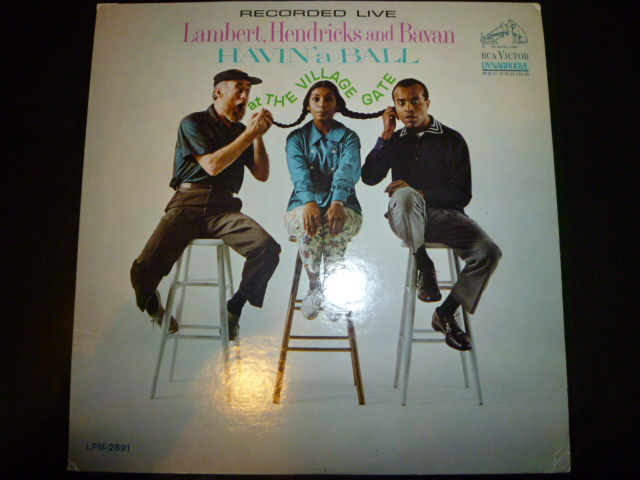 RECORDED LIVE
Lambert, Hendricks and Bavan
HAVIN' a BALL
at THE VILLAGE GATE
RCA VICTOR
DYNAGROOVE
RECORDING
LPM-2891